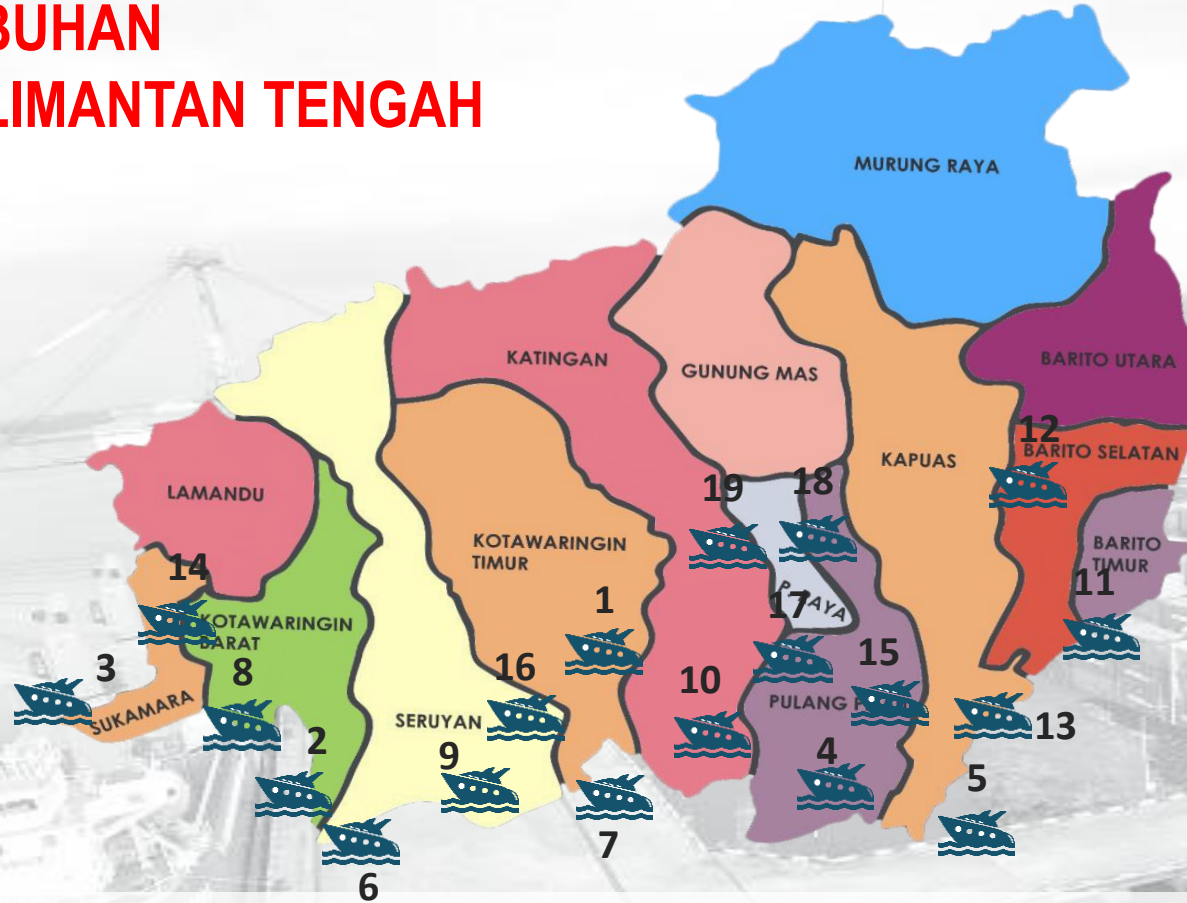 BUHAN
LIMANTAN TENGAH
MURUNG RAYA
BARITO UTARA
KATINGAN
GUNUNG MAS
12
BARITO SELATAN
KAPUAS
19
18
LAMANDU
KOTAWARINGIN
TIMUR
BARITO
TIMUR
14
11
1
17
RAYA
KOTAWARINGIN
BARAT
3
8
16
10
15
SUKAMARA
PULANG P
SERUYAN
13
2
9
4
5
7
6